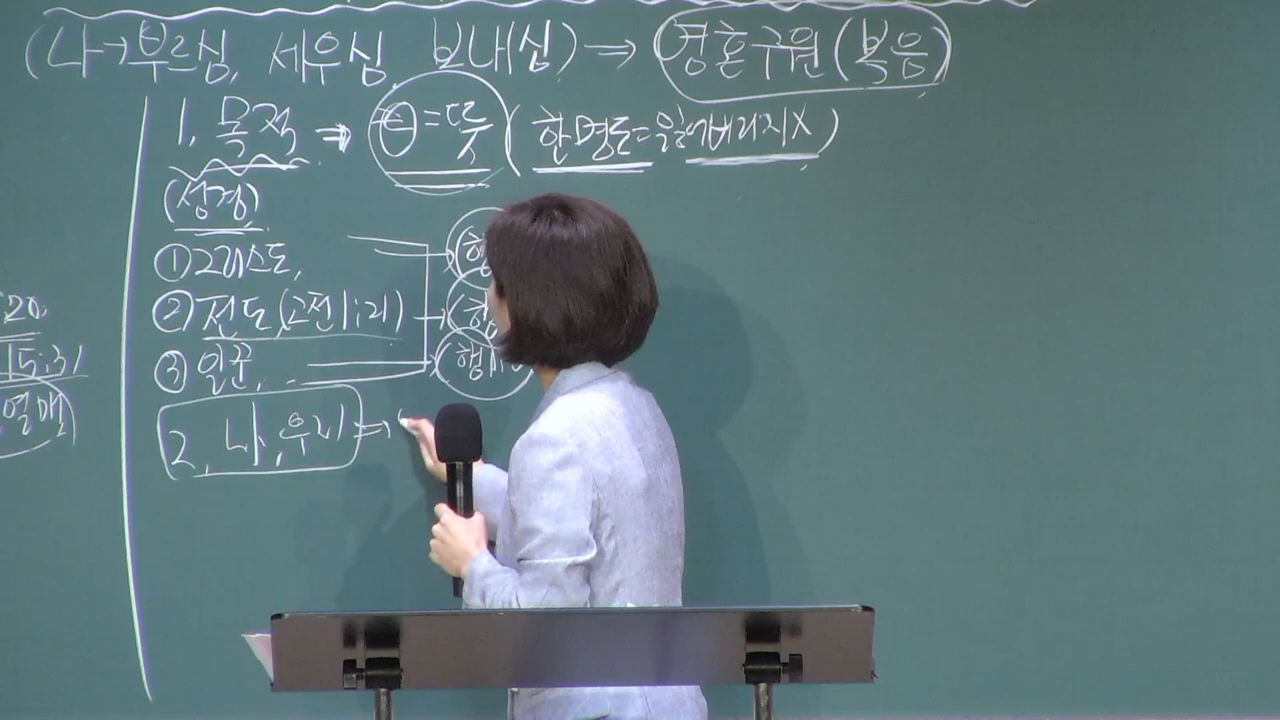 (나→부르심, 세우심, 보내심) ⇒ 영혼구원(복음)
1, 목적 ⇒ ㉠=뜻 (한명도=잃어버리지X)
(성경)
① 그리스도,
② 전도(고전1:21)
③ 일꾼,
2, 나, 우리 ⇒
20,
15:31
열매)